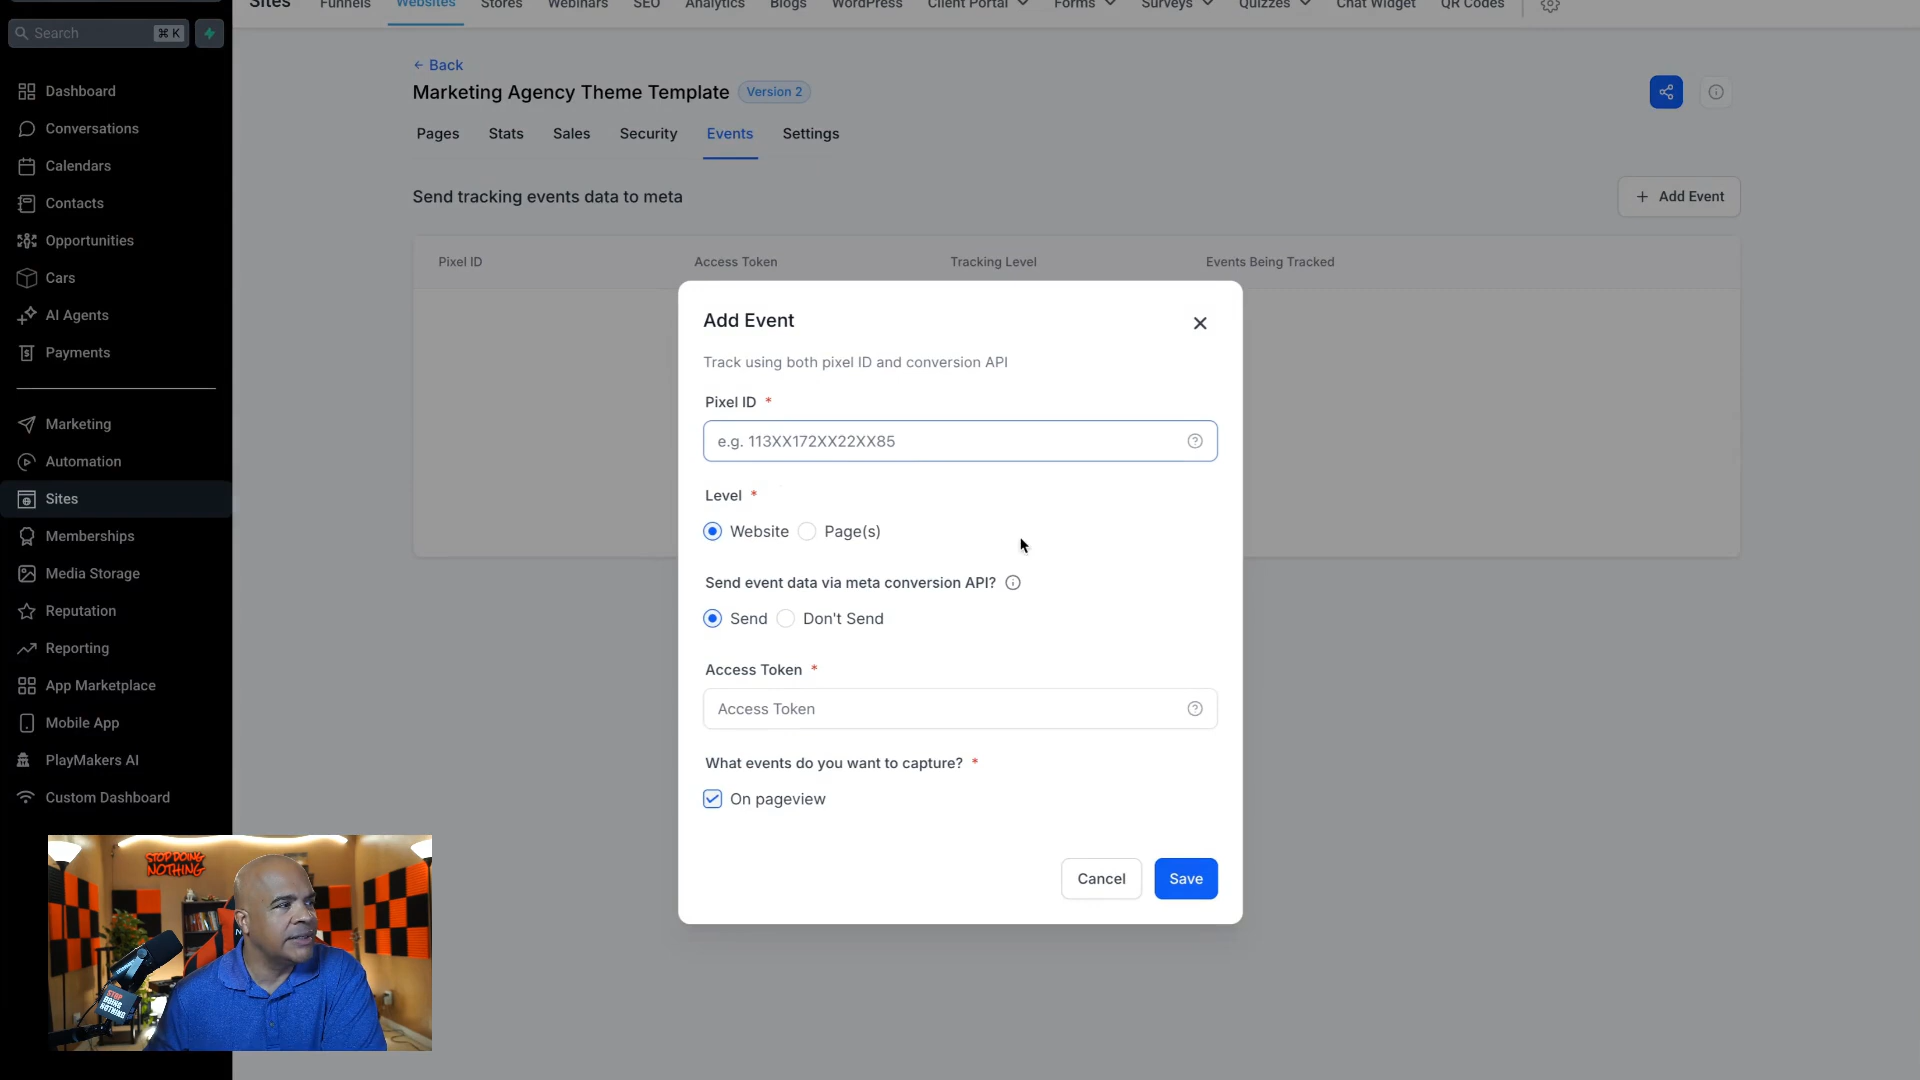 Sites Funnels Websites Stores Webinars SEO Analytics Blogs WordPress Client Portal Forms Surveys Quizzes Chat Widget QR Codes
Search ⌘ K
Dashboard
Conversations
Calendars
Contacts
Opportunities
Cars
AI Agents
Payments
Marketing
Automation
Sites
Memberships
Media Storage
Reputation
Reporting
App Marketplace
Mobile App
PlayMakers AI
Custom Dashboard
← Back
Marketing Agency Theme Template Version 2
Pages Stats Sales Security Events Settings
Send tracking events data to meta
+ Add Event
Pixel ID Access Token Tracking Level Events Being Tracked
Add Event
Track using both pixel ID and conversion API
Pixel ID *
e.g. 113XX172XX22XX85
Level *
Website Page(s)
Send event data via meta conversion API?
Send Don't Send
Access Token *
Access Token
What events do you want to capture? *
On pageview
Cancel Save
STOP DOING
NOTHING
STOP
DOING
NOTHING